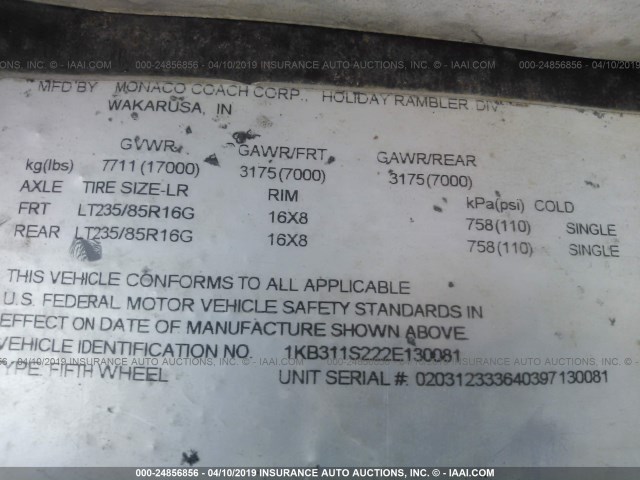 000-24856856 - 04/10/2019 INSURANCE AUTO AUCTIONS, INC. - IAAI.COM
MFD BY MONACO COACH CORP., HOLIDAY RAMBLER DIV.
WAKARUSA, IN
GVWR GAWR/FRT GAWR/REAR
kg(lbs) 7711 (17000) 3175(7000) 3175(7000)
AXLE TIRE SIZE-LR RIM kPa(psi) COLD
FRT LT235/85R16G 16X8 758(110) SINGLE
REAR LT235/85R16G 16X8 758(110) SINGLE
THIS VEHICLE CONFORMS TO ALL APPLICABLE
U.S. FEDERAL MOTOR VEHICLE SAFETY STANDARDS IN
EFFECT ON DATE OF MANUFACTURE SHOWN ABOVE
VEHICLE IDENTIFICATION NO. 1KB311S222E130081
TYPE FIFTH WHEEL UNIT SERIAL #: 020312333640397130081
000-24856856 - 04/10/2019 INSURANCE AUTO AUCTIONS, INC. - IAAI.COM